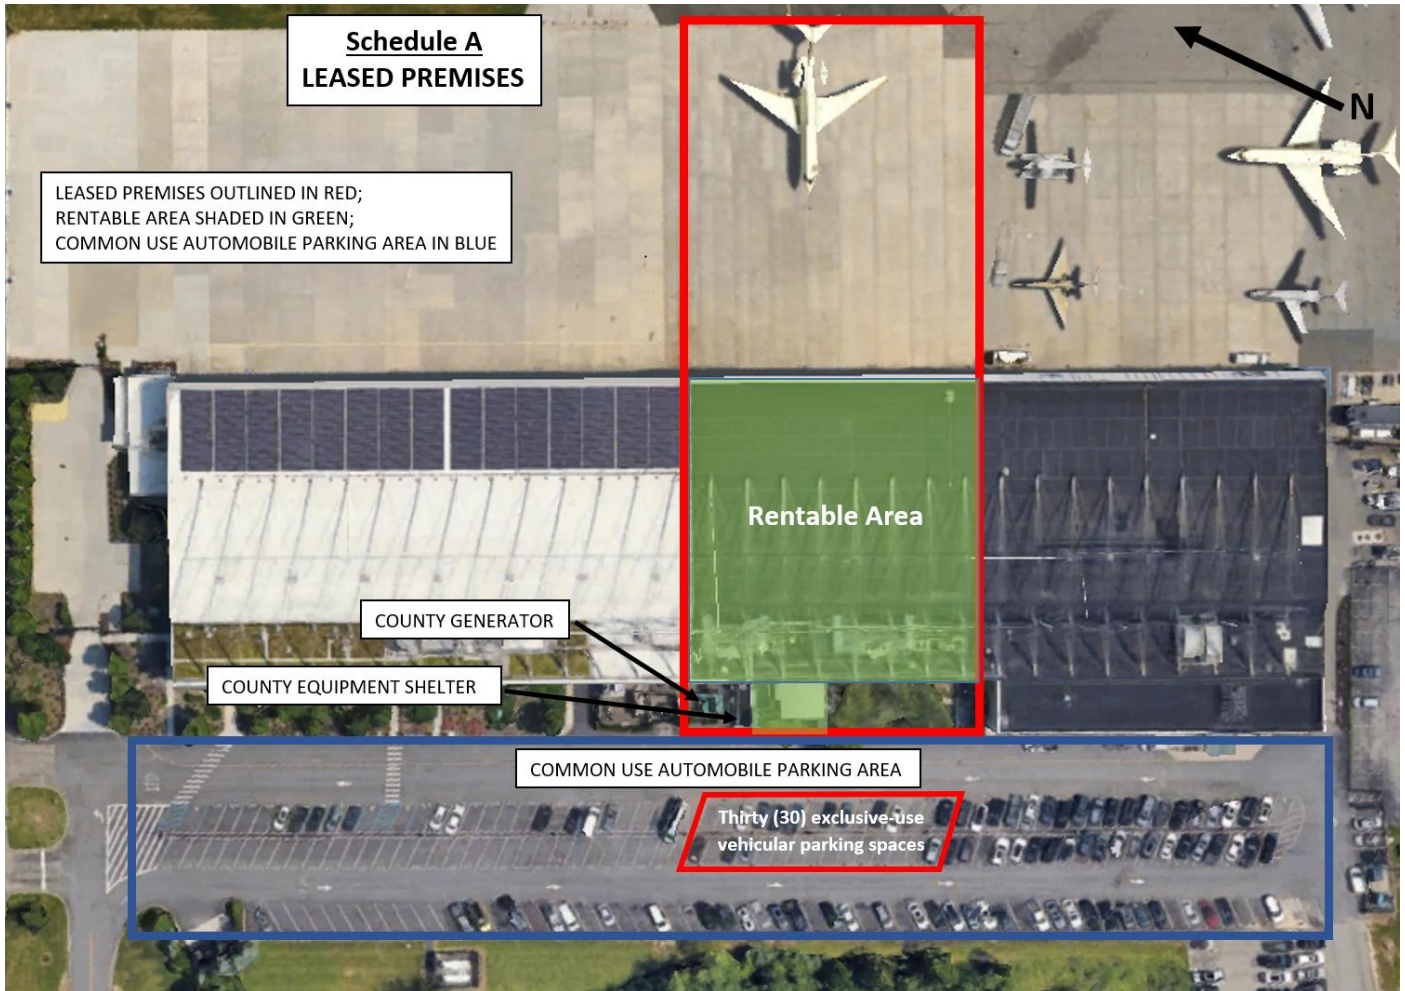 Schedule A
LEASED PREMISES
N
LEASED PREMISES OUTLINED IN RED;
RENTABLE AREA SHADED IN GREEN;
COMMON USE AUTOMOBILE PARKING AREA IN BLUE
Rentable Area
COUNTY GENERATOR
COUNTY EQUIPMENT SHELTER
COMMON USE AUTOMOBILE PARKING AREA
Thirty (30) exclusive-use
vehicular parking spaces